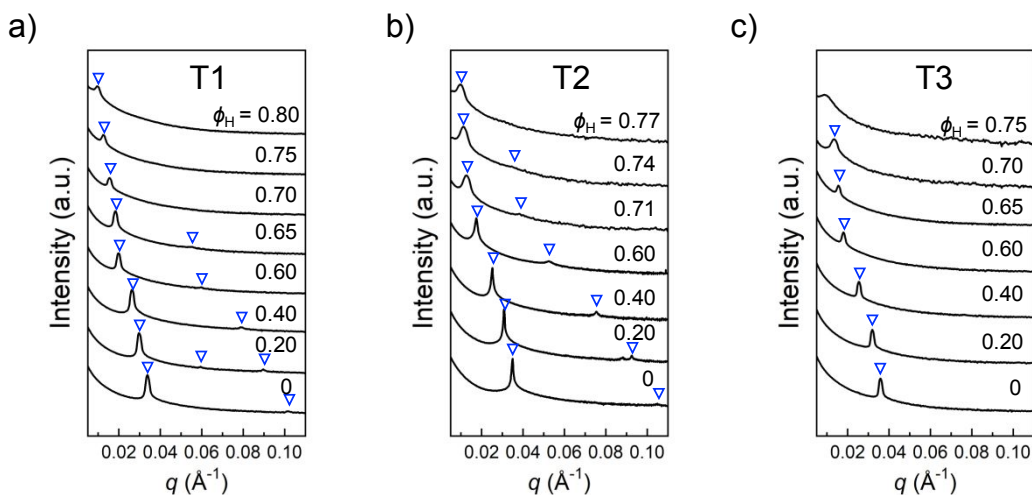 a)
T1
ϕH = 0.80
0.75
0.70
0.65
0.60
0.40
0.20
0
Intensity (a.u.)
0.02 0.04 0.06 0.08 0.10
q (Å-1)
b)
T2
ϕH = 0.77
0.74
0.71
0.60
0.40
0.20
0
Intensity (a.u.)
0.02 0.04 0.06 0.08 0.10
q (Å-1)
c)
T3
ϕH = 0.75
0.70
0.65
0.60
0.40
0.20
0
Intensity (a.u.)
0.02 0.04 0.06 0.08 0.10
q (Å-1)